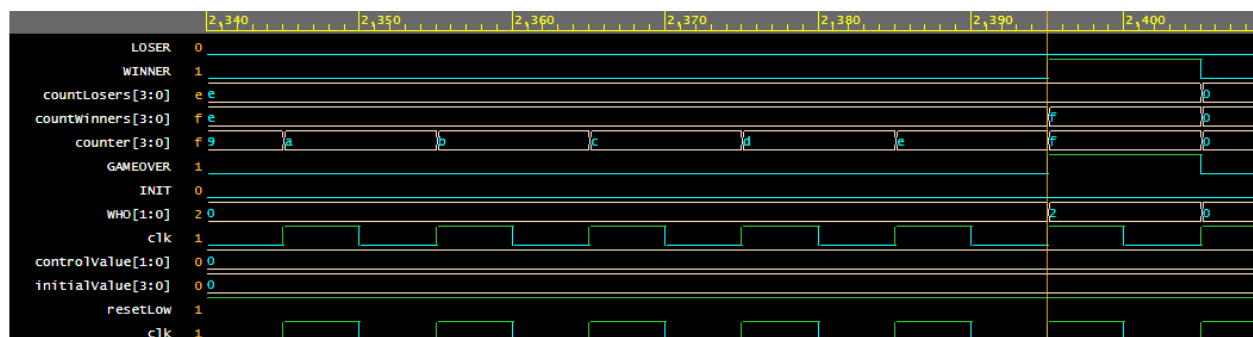 2,340 2,350 2,360 2,370 2,380 2,390 2,400
LOSER 0
WINNER 1
countLosers[3:0] e e 0
countWinners[3:0] f e f 0
counter[3:0] f 9 a b c d e f 0
GAMEOVER 1
INIT 0
WHO[1:0] 2 0 2 0
clk 1
controlValue[1:0] 0 0
initialValue[3:0] 0 0
resetLow 1
clk 1